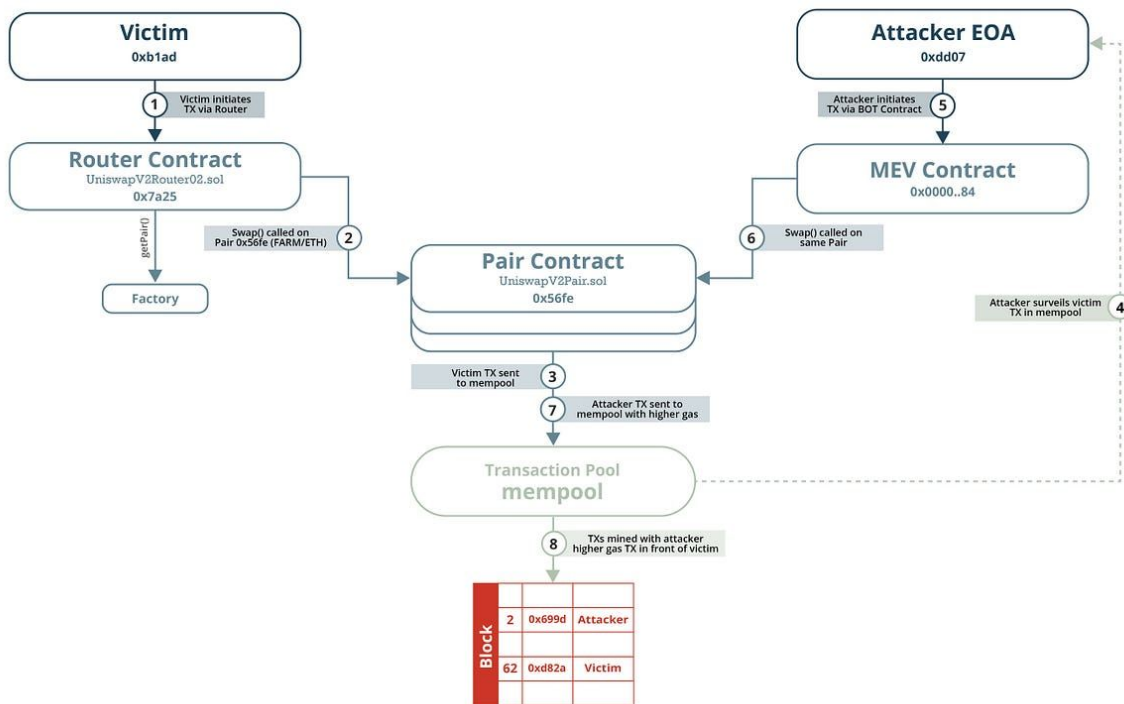 Victim
0xb1ad
1
Victim initiates
TX via Router
Router Contract
UniswapV2Router02.sol
0x7a25
getPair()
Factory
Swap() called on
Pair 0x56fe (FARM/ETH)
2
Attacker EOA
0xdd07
Attacker initiates
TX via BOT Contract
5
MEV Contract
0x0000..84
6
Swap() called on
same Pair
Pair Contract
UniswapV2Pair.sol
0x56fe
Attacker surveils victim
TX in mempool
4
Victim TX sent
to mempool
3
7
Attacker TX sent to
mempool with higher gas
Transaction Pool
mempool
8
TXs mined with attacker
higher gas TX in front of victim
Block
2 0x699d Attacker
62 0xd82a Victim